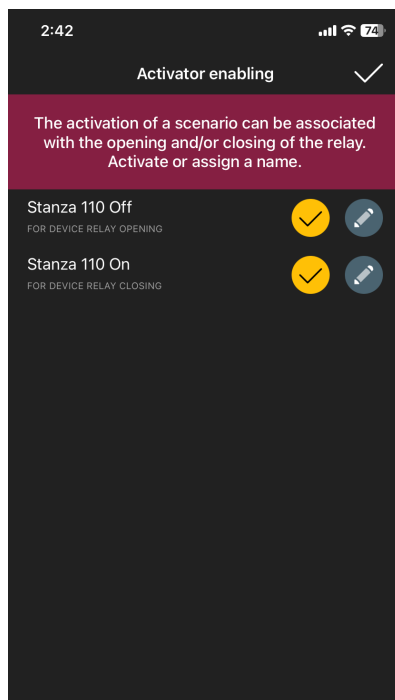 2:42
74
Activator enabling
The activation of a scenario can be associated
with the opening and/or closing of the relay.
Activate or assign a name.
Stanza 110 Off
FOR DEVICE RELAY OPENING
Stanza 110 On
FOR DEVICE RELAY CLOSING